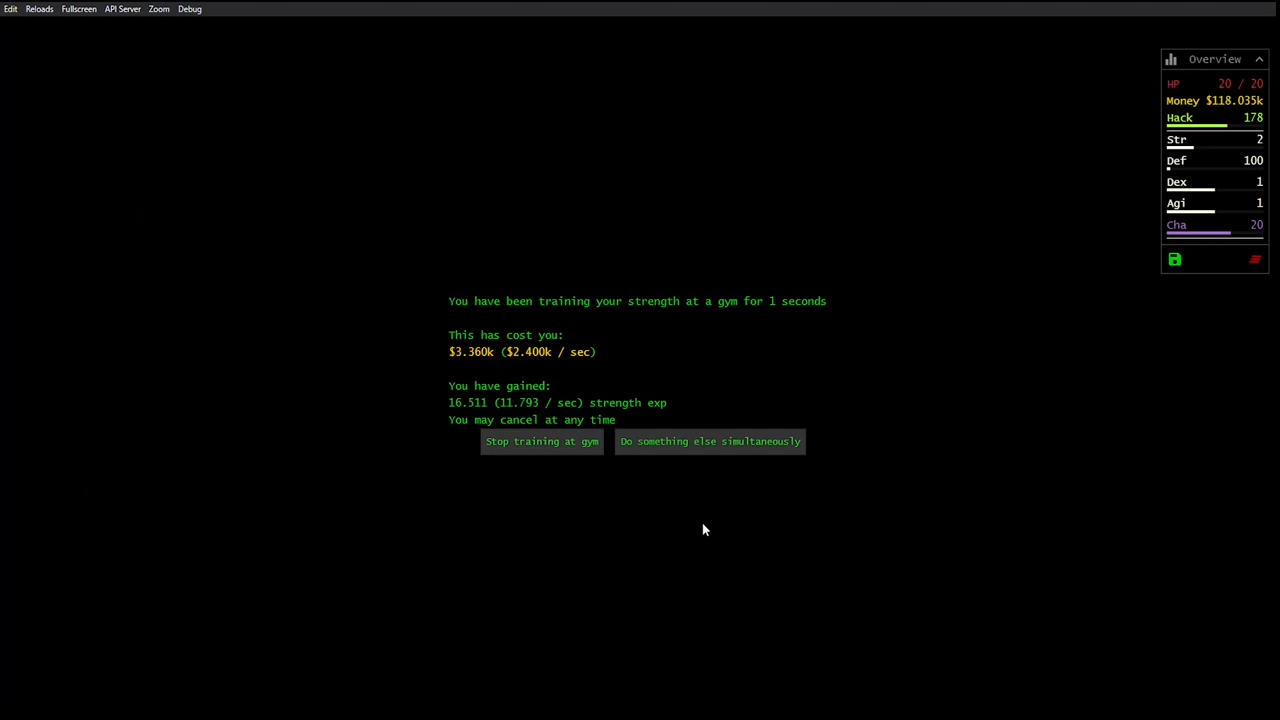 Edit Reloads Fullscreen API Server Zoom Debug
Overview
HP 20 / 20
Money $118.035k
Hack 178
Str 2
Def 100
Dex 1
Agi 1
Cha 20
You have been training your strength at a gym for 1 seconds
This has cost you:
$3.360k ($2.400k / sec)
You have gained:
16.511 (11.793 / sec) strength exp
You may cancel at any time
Stop training at gym Do something else simultaneously